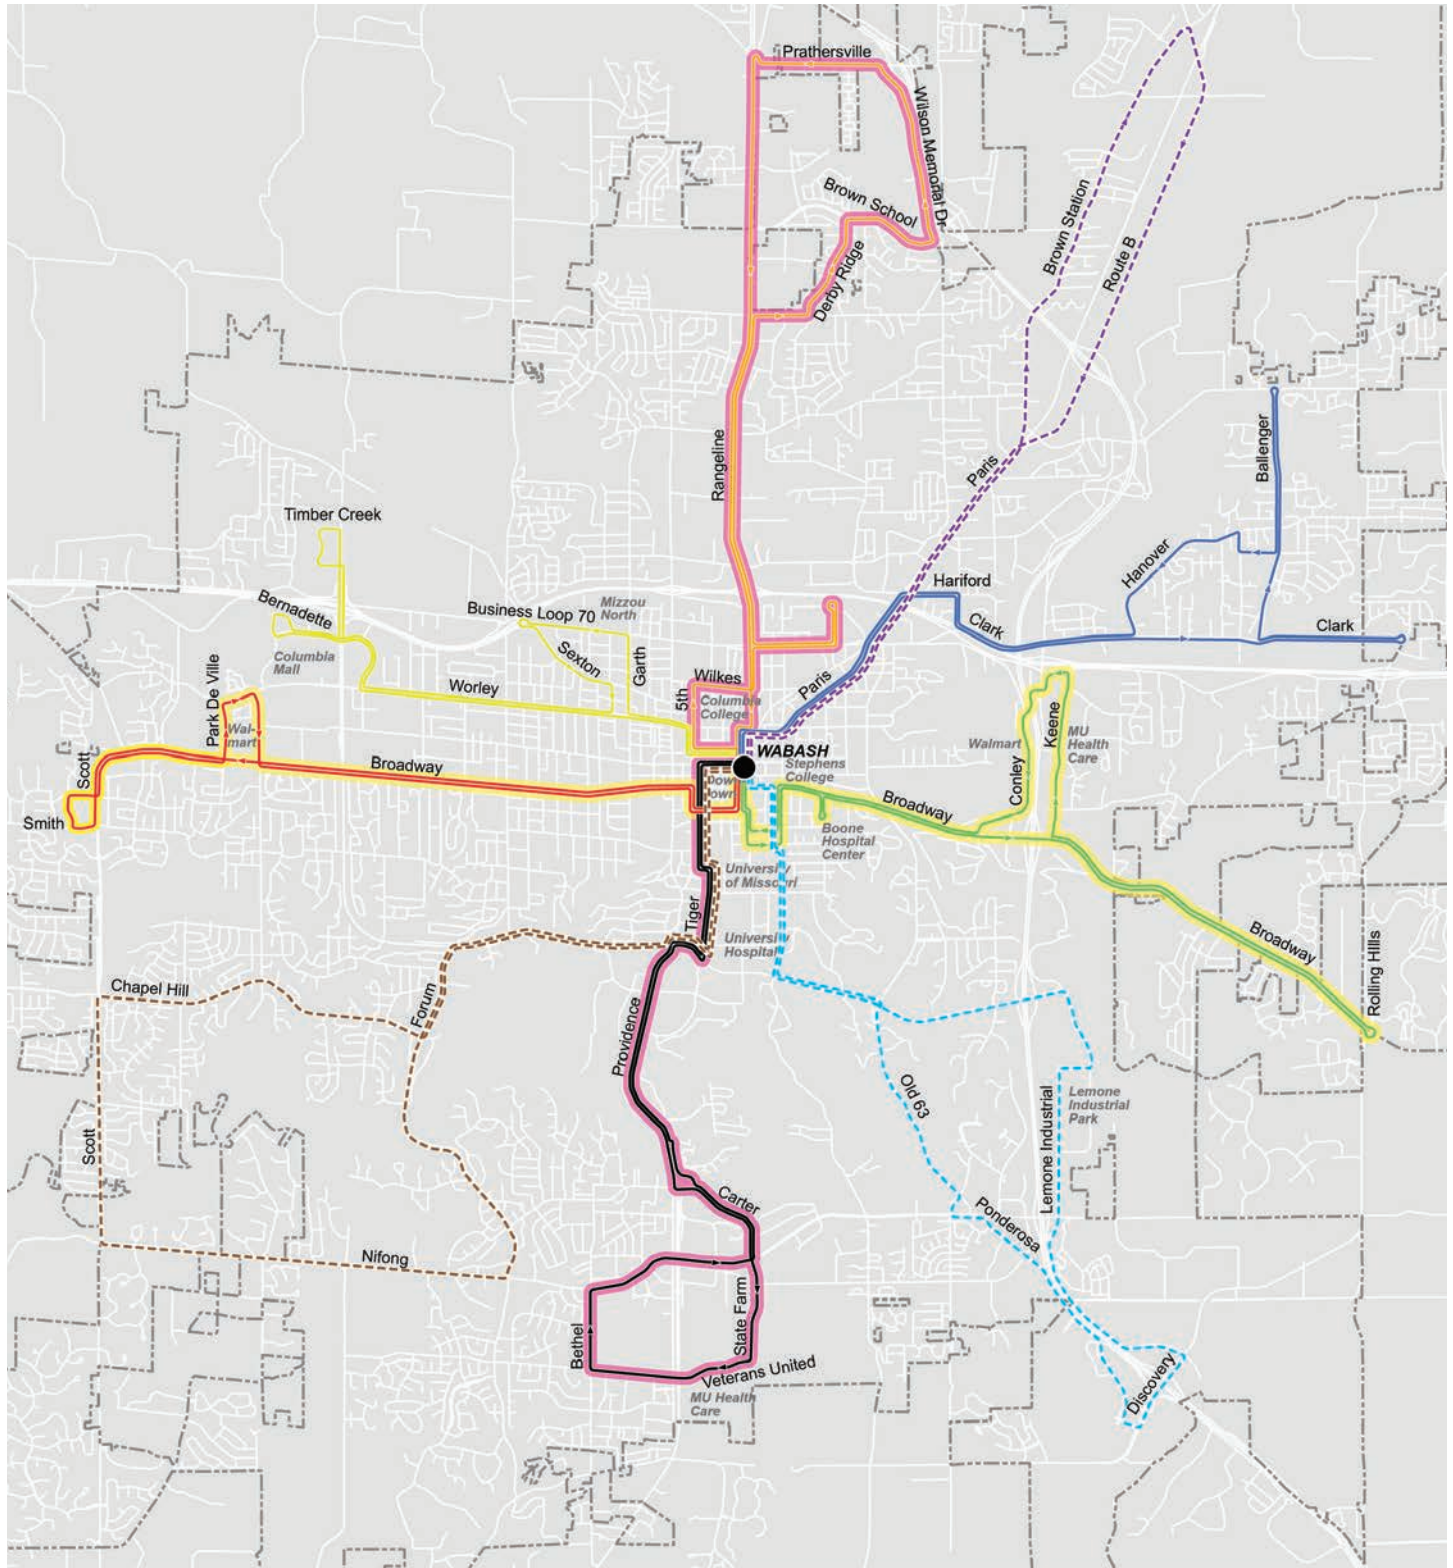 Prathersville
Wilson Memorial Dr
Brown School
Derby Ridge
Brown Station
Route B
Rangeline
Paris
Ballenger
Timber Creek
Hanover
Hariford
Bernadette
Business Loop 70
Mizzou
North
Clark
Clark
Columbia
Mall
Sexton
Garth
Park De Ville
Worley
5th
Wilkes
Columbia
College
Paris
Wal-
mart
Scott
Broadway
WABASH
Stephens
College
Walmart
Keene
MU
Health
Care
Conley
Smith
Broadway
Boone
Hospital
Center
University
of Missouri
Tiger
University
Hospital
Broadway
Rolling HIlls
Chapel Hill
Forum
Providence
Old 63
Lemone
Industrial
Park
Lemone Industrial
Scott
Carter
Ponderosa
Nifong
State Farm
Bethel
Veterans United
MU Health
Care
Discovery